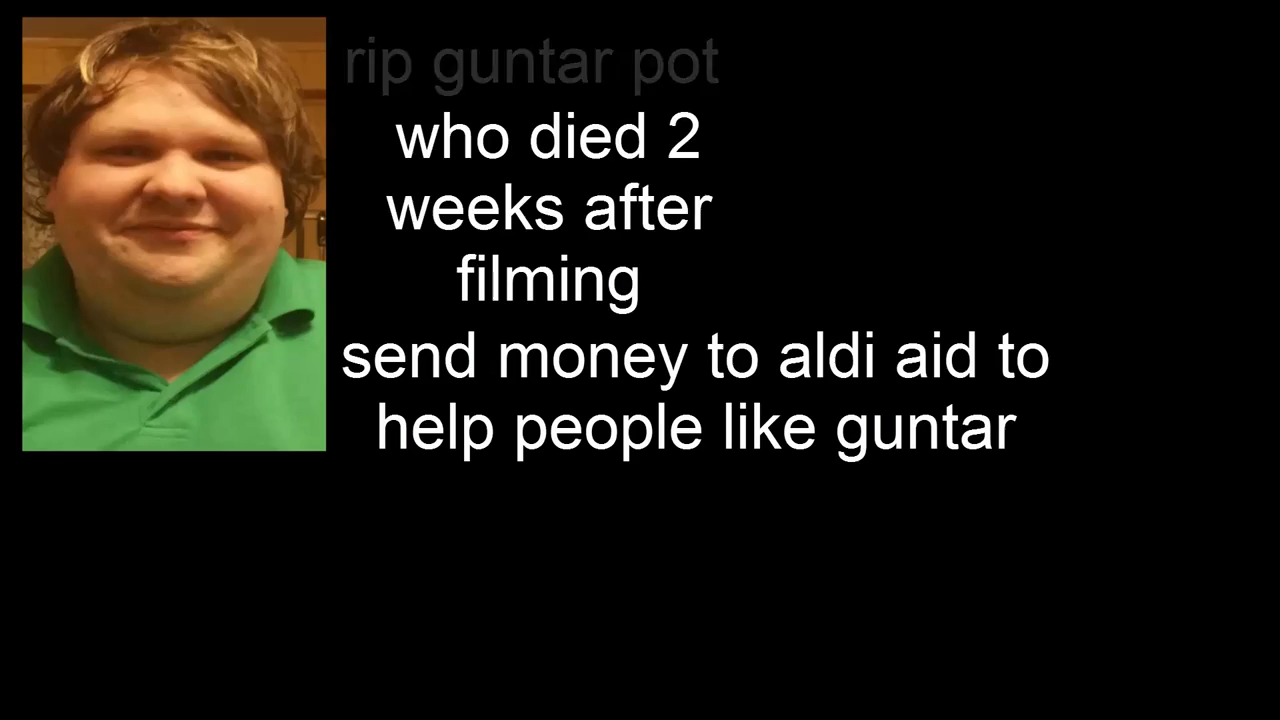 rip guntar pot
who died 2
weeks after
filming
send money to aldi aid to
help people like guntar